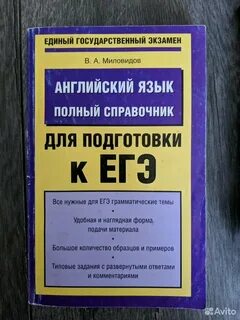 ЕДИНЫЙ ГОСУДАРСТВЕННЫЙ ЭКЗАМЕН
В. А. Миловидов
АНГЛИЙСКИЙ ЯЗЫК
ПОЛНЫЙ СПРАВОЧНИК
ДЛЯ ПОДГОТОВКИ
К ЕГЭ
Все нужные для ЕГЭ грамматические темы
Удобная и наглядная форма
подачи материала
Большое количество образцов и примеров
Типовые задания с развернутыми ответами
и комментариями
Avito